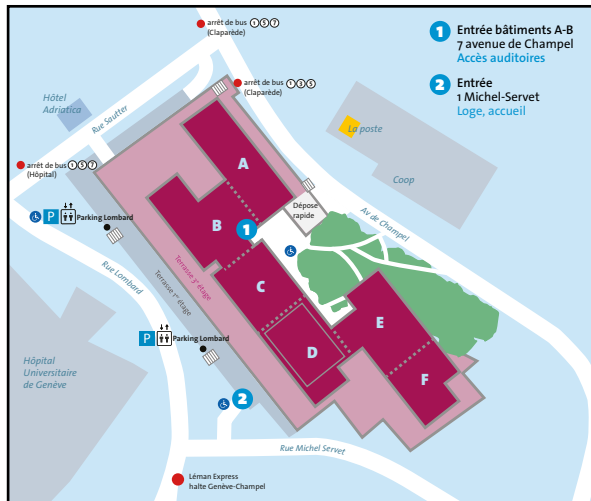 arrêt de bus 1 5 7
(Claparède)
1 Entrée bâtiments A-B
7 avenue de Champel
Accès auditoires
2 Entrée
1 Michel-Servet
Loge, accueil
arrêt de bus 1 3 5
(Claparède)
Hôtel
Adriatica
Rue Sautter
La poste
Coop
arrêt de bus 1 5 7
(Hôpital)
A
Dépose
rapide
Av de Champel
P Parking Lombard
B
1
Terrasse 3e étage
Terrasse 1er étage
Rue Lombard
C
E
D
F
P Parking Lombard
Hôpital
Universitaire
de Genève
2
Rue Michel Servet
Léman Express
halte Genève-Champel